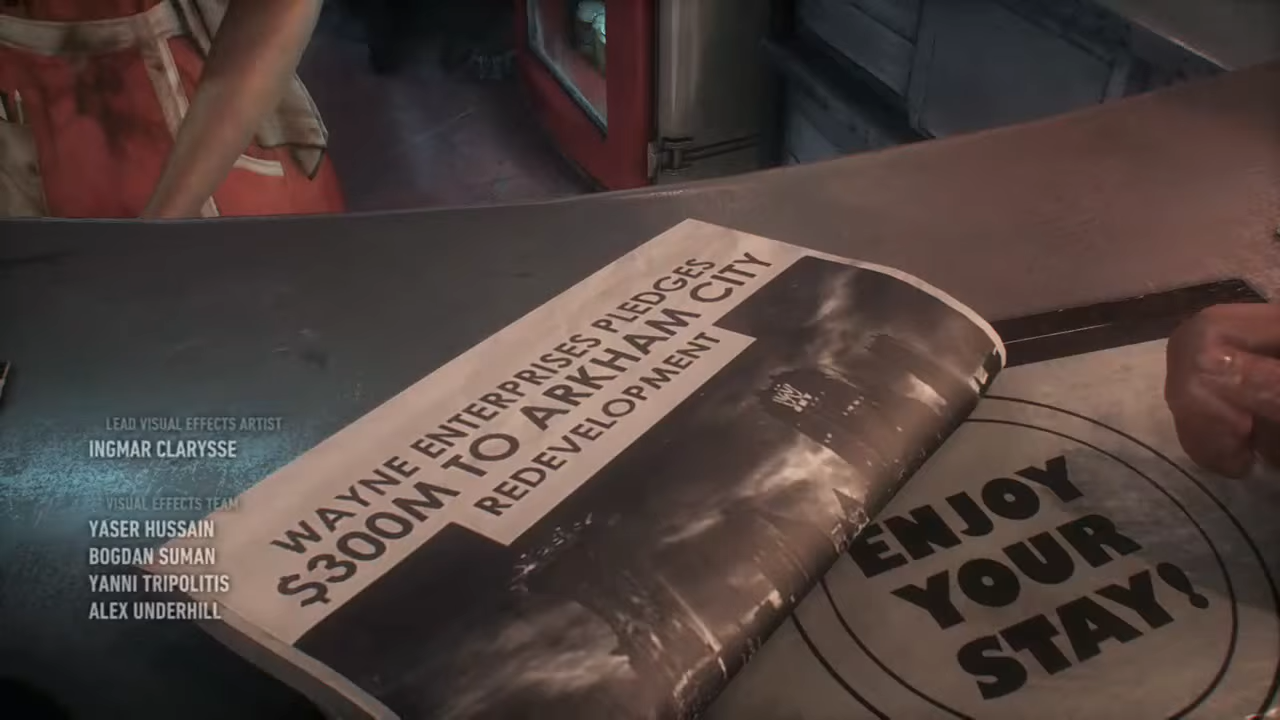 WAYNE ENTERPRISES PLEDGES
$300M TO ARKHAM CITY
REDEVELOPMENT
ENJOY
YOUR
STAY!
LEAD VISUAL EFFECTS ARTIST
INGMAR CLARYSSE
VISUAL EFFECTS TEAM
YASER HUSSAIN
BOGDAN SUMAN
YANNI TRIPOLITIS
ALEX UNDERHILL